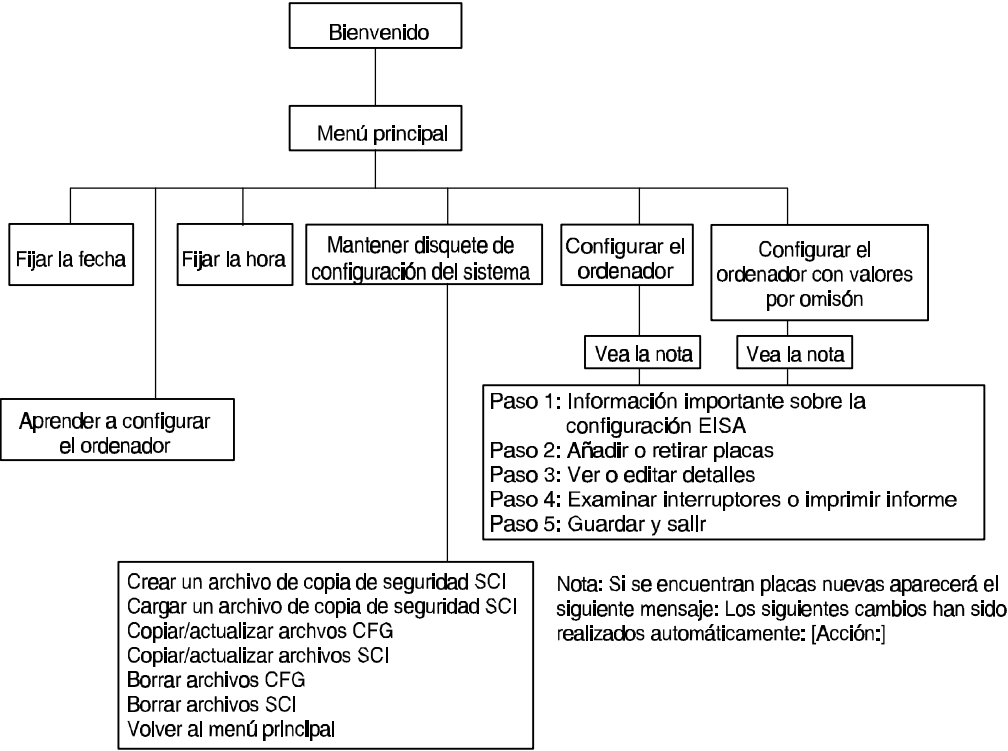 Bienvenido
Menú principal
Fijar la fecha
Fijar la hora
Mantener disquete de
configuración del sistema
Configurar el
ordenador
Configurar el
ordenador con valores
por omisón
Vea la nota
Vea la nota
Aprender a configurar
el ordenador
Paso 1: Información importante sobre la
configuración EISA
Paso 2: Añadir o retirar placas
Paso 3: Ver o editar detalles
Paso 4: Examinar interruptores o imprimir informe
Paso 5: Guardar y sallr
Crear un archivo de copia de seguridad SCI
Cargar un archivo de copia de seguridad SCI
Copiar/actualizar archvos CFG
Copiar/actualizar archivos SCI
Borrar archivos CFG
Borrar archivos SCI
Volver al menú principal
Nota: Si se encuentran placas nuevas aparecerá el
siguiente mensaje: Los siguientes cambios han sido
realizados automáticamente: [Acción:]